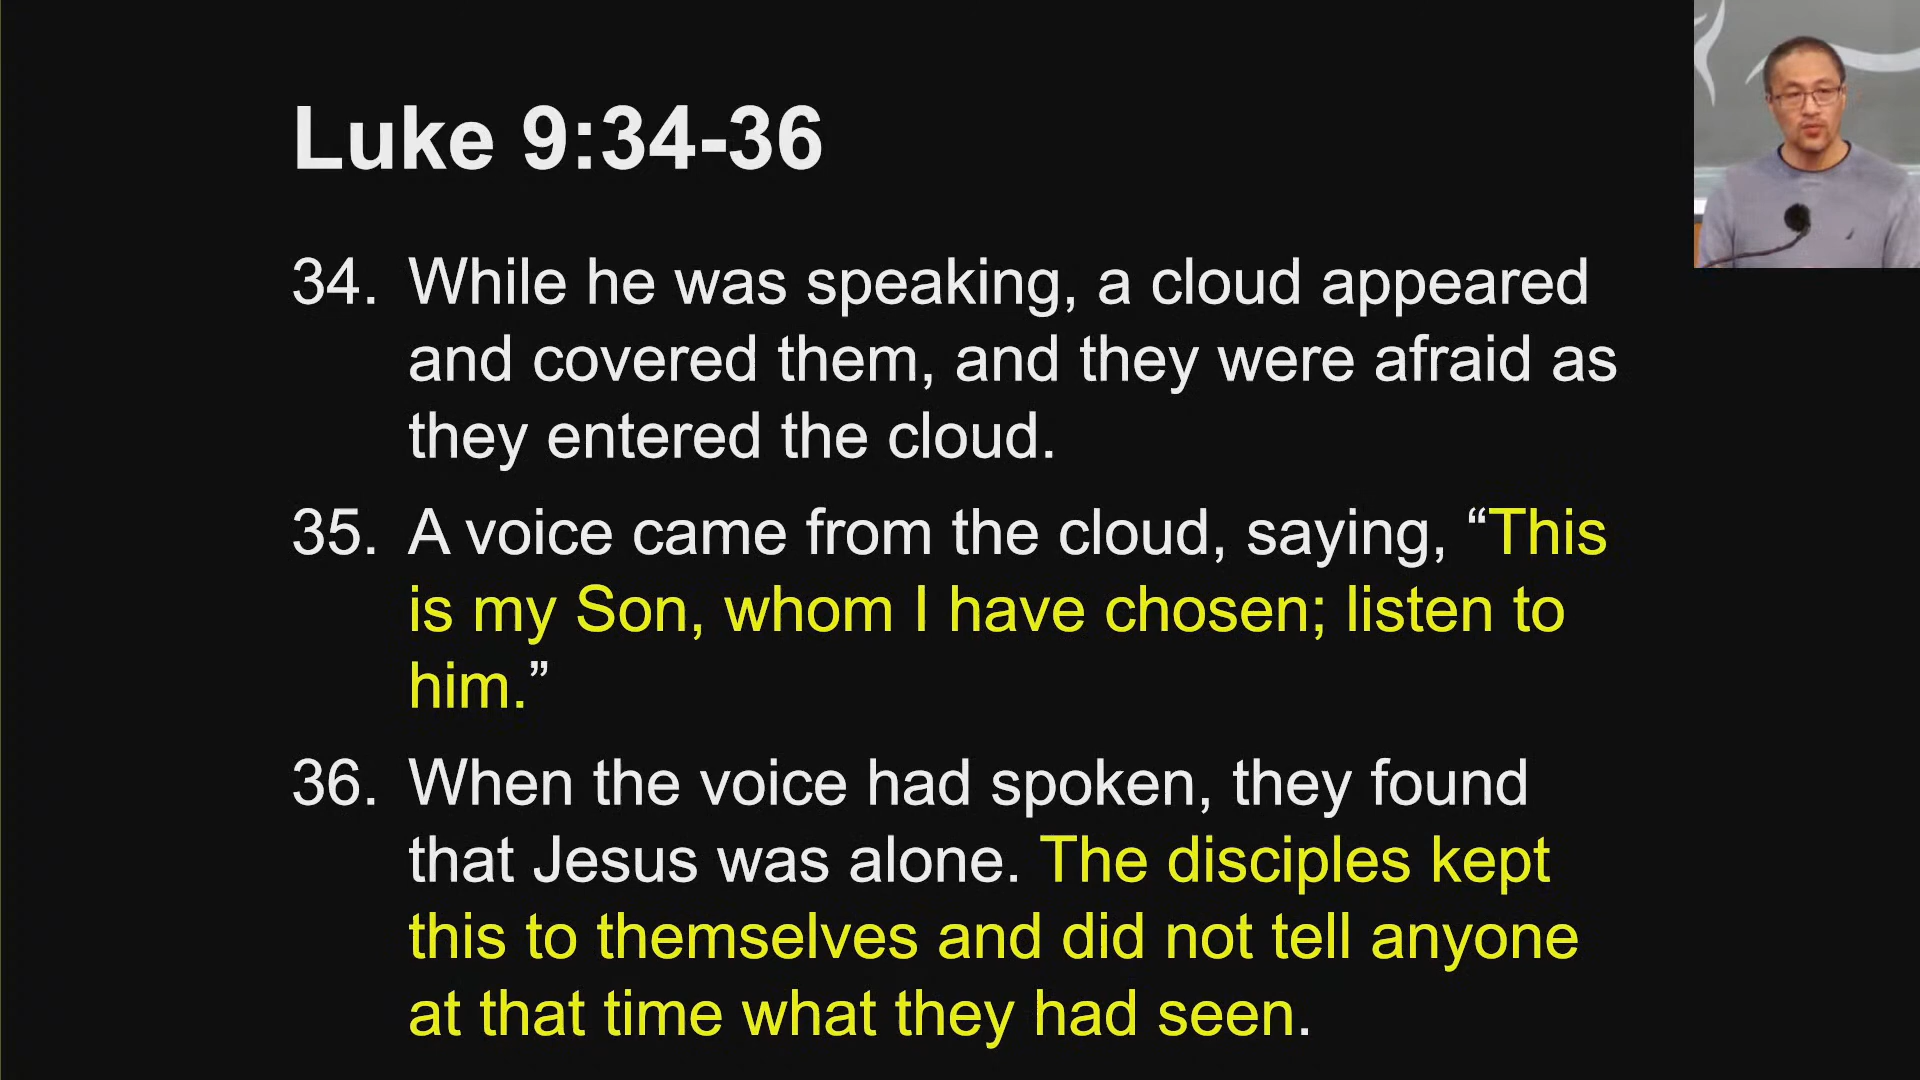 Luke 9:34-36
34. While he was speaking, a cloud appeared
and covered them, and they were afraid as
they entered the cloud.
35. A voice came from the cloud, saying, “This
is my Son, whom I have chosen; listen to
him.”
36. When the voice had spoken, they found
that Jesus was alone. The disciples kept
this to themselves and did not tell anyone
at that time what they had seen.